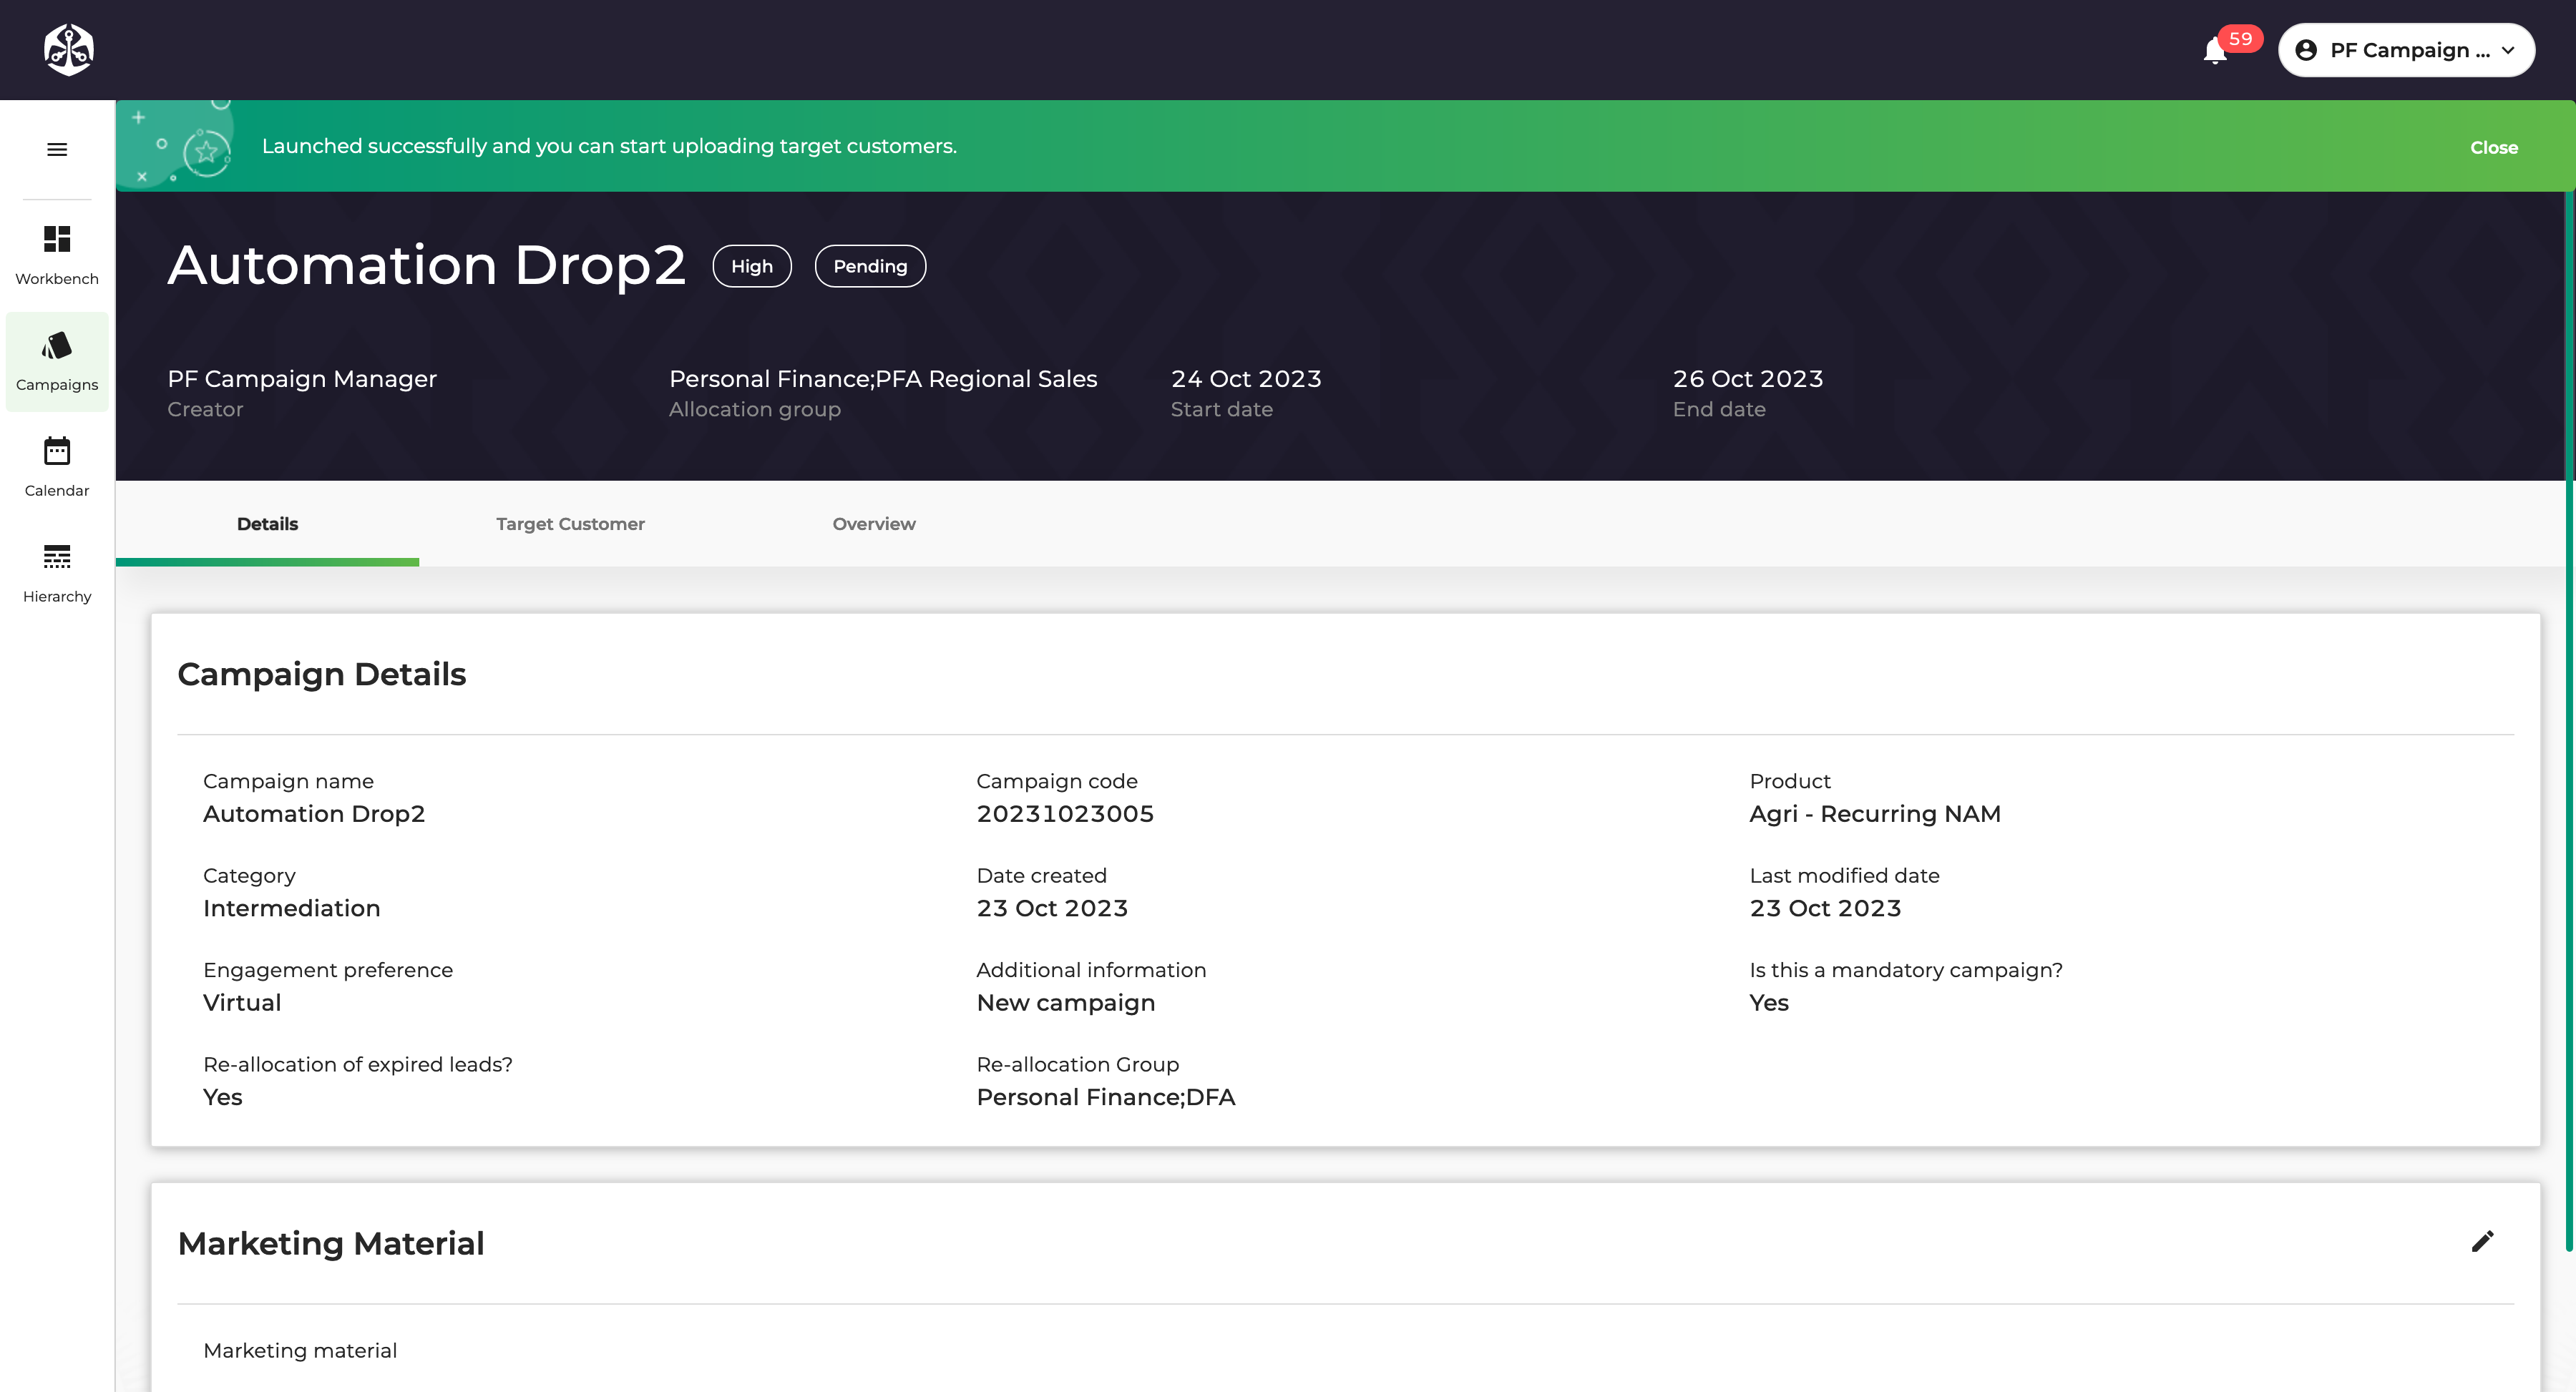 59
PF Campaign ...
Launched successfully and you can start uploading target customers.
Close
Workbench
Campaigns
Calendar
Hierarchy
Automation Drop2
High
Pending
PF Campaign Manager
Creator
Personal Finance;PFA Regional Sales
Allocation group
24 Oct 2023
Start date
26 Oct 2023
End date
Details
Target Customer
Overview
Campaign Details
Campaign name
Automation Drop2
Campaign code
20231023005
Product
Agri - Recurring NAM
Category
Intermediation
Date created
23 Oct 2023
Last modified date
23 Oct 2023
Engagement preference
Virtual
Additional information
New campaign
Is this a mandatory campaign?
Yes
Re-allocation of expired leads?
Yes
Re-allocation Group
Personal Finance;DFA
Marketing Material
Marketing material